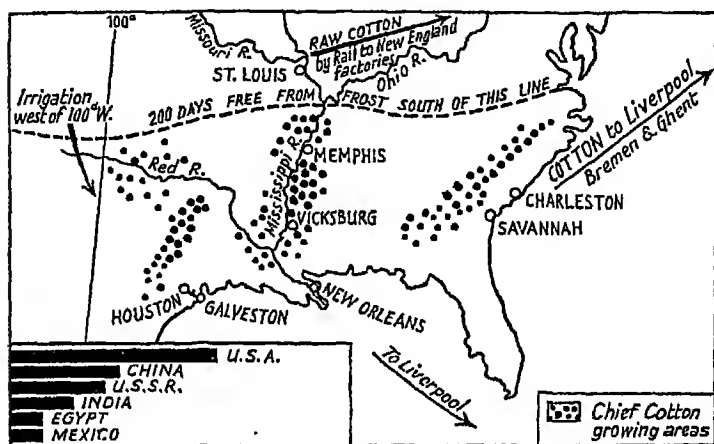 100°
Missouri R.
RAW COTTON
by Rail to New England
factories
ST. LOUIS
Ohio R.
Irrigation
west of 100°W.
200 DAYS FREE FROM FROST SOUTH OF THIS LINE
COTTON to Liverpool
Bremen & Ghent
Red R.
Mississippi R.
MEMPHIS
VICKSBURG
CHARLESTON
SAVANNAH
HOUSTON
GALVESTON
NEW ORLEANS
To Liverpool
U.S.A.
CHINA
U.S.S.R.
INDIA
EGYPT
MEXICO
Chief Cotton
growing areas